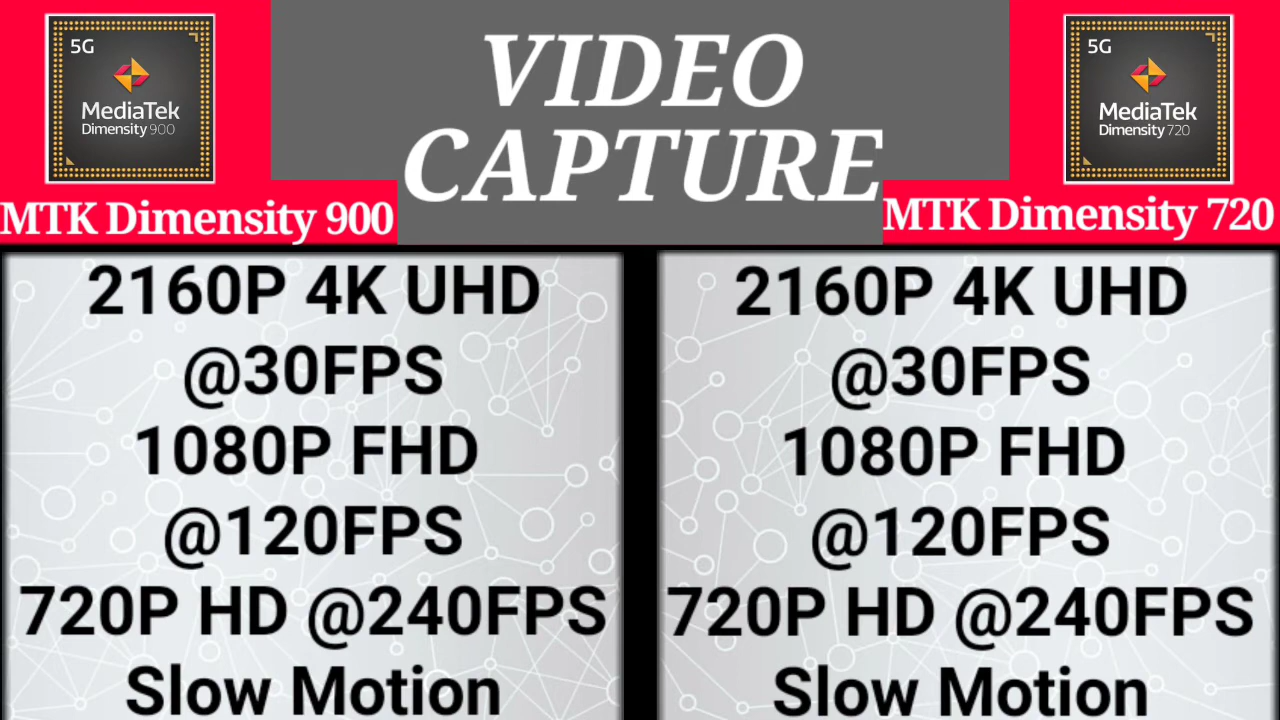 5G
MediaTek
Dimensity 900
MTK Dimensity 900
VIDEO
CAPTURE
5G
MediaTek
Dimensity 720
MTK Dimensity 720
2160P 4K UHD
@30FPS
1080P FHD
@120FPS
720P HD @240FPS
Slow Motion
2160P 4K UHD
@30FPS
1080P FHD
@120FPS
720P HD @240FPS
Slow Motion